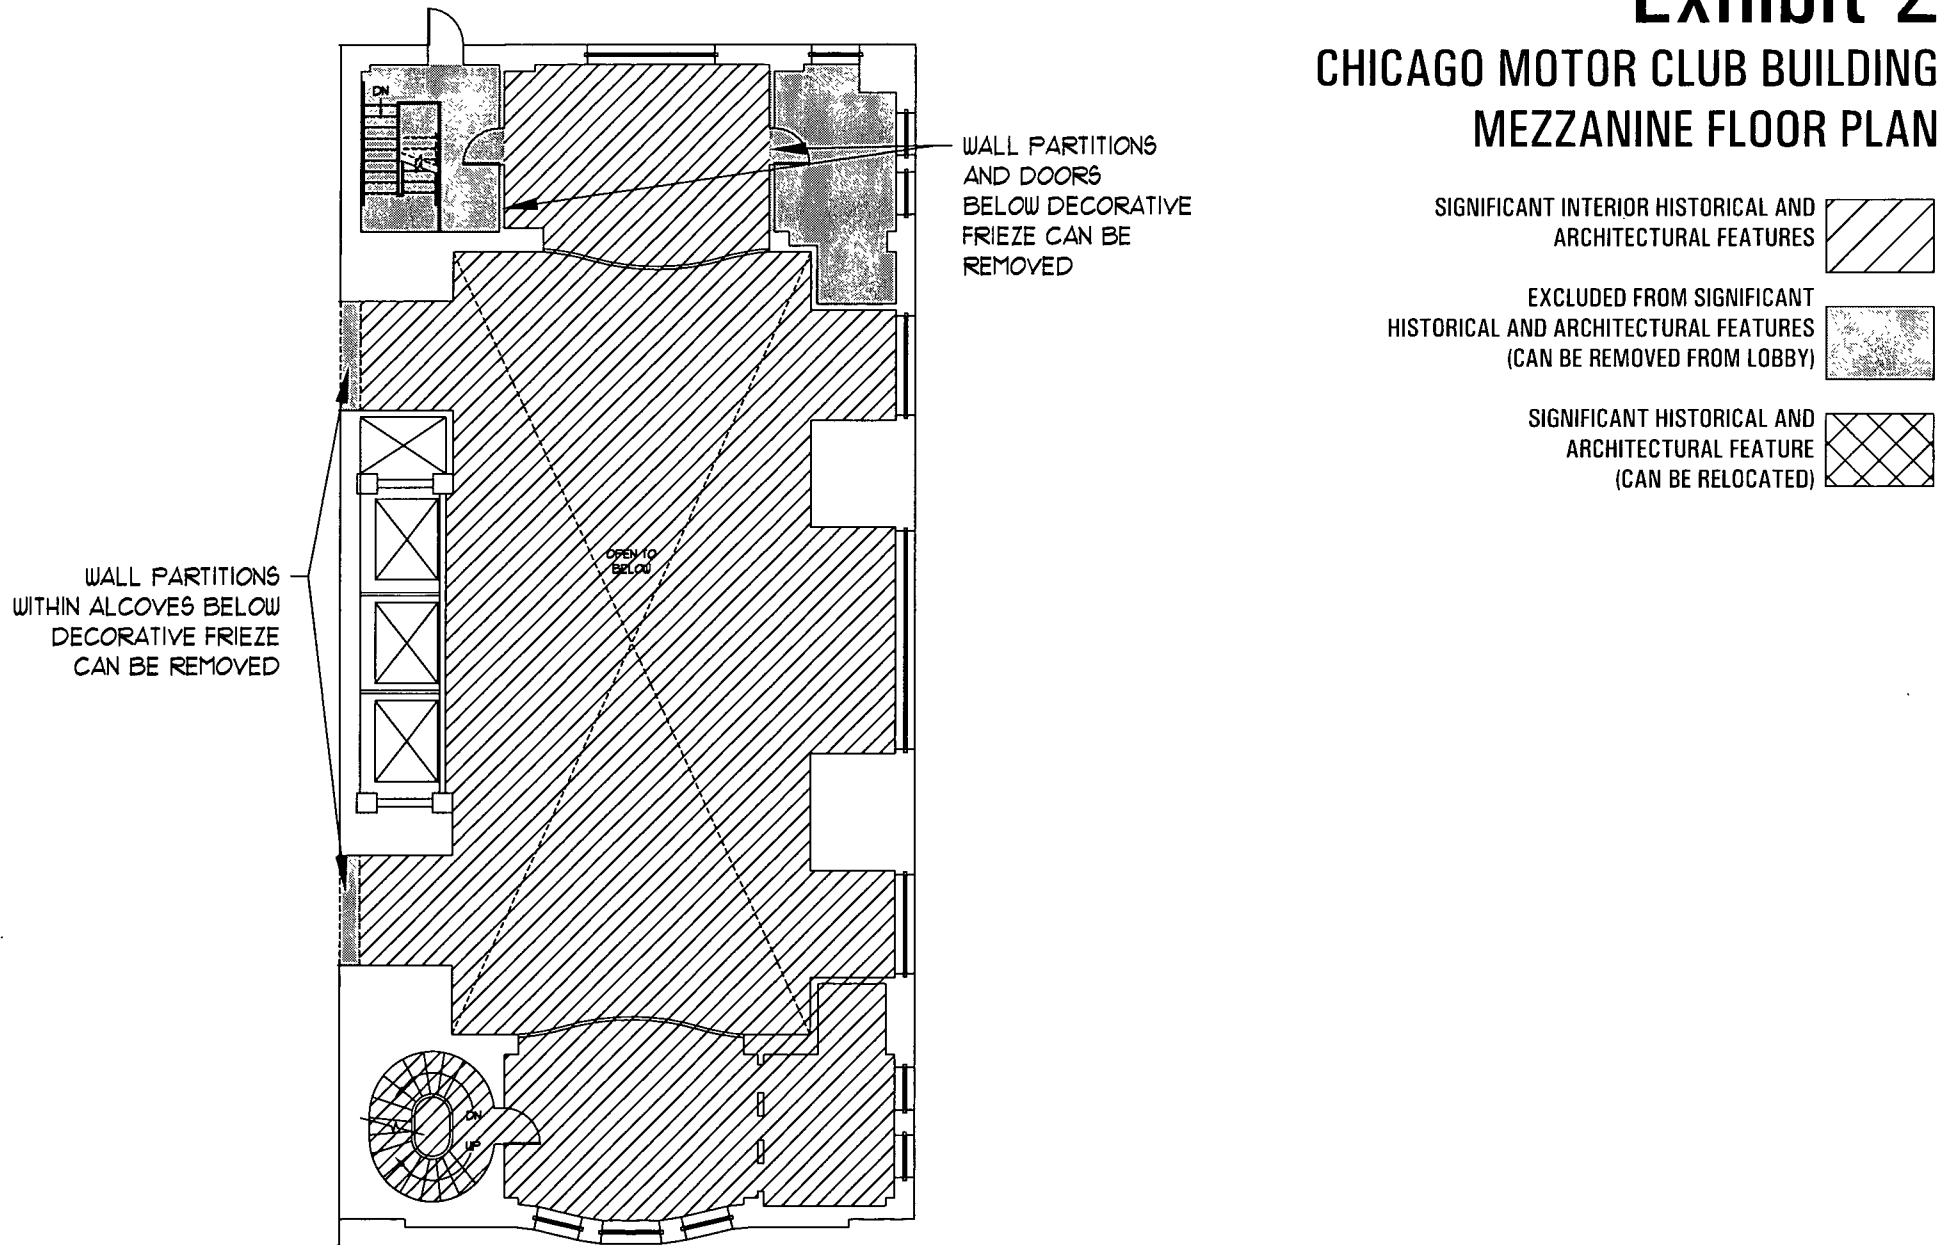 Exhibit 2
CHICAGO MOTOR CLUB BUILDING
MEZZANINE FLOOR PLAN
SIGNIFICANT INTERIOR HISTORICAL AND
ARCHITECTURAL FEATURES
EXCLUDED FROM SIGNIFICANT
HISTORICAL AND ARCHITECTURAL FEATURES
(CAN BE REMOVED FROM LOBBY)
SIGNIFICANT HISTORICAL AND
ARCHITECTURAL FEATURE
(CAN BE RELOCATED)
DN
WALL PARTITIONS
AND DOORS
BELOW DECORATIVE
FRIEZE CAN BE
REMOVED
OPEN TO
BELOW
WALL PARTITIONS
WITHIN ALCOVES BELOW
DECORATIVE FRIEZE
CAN BE REMOVED
DN
UP